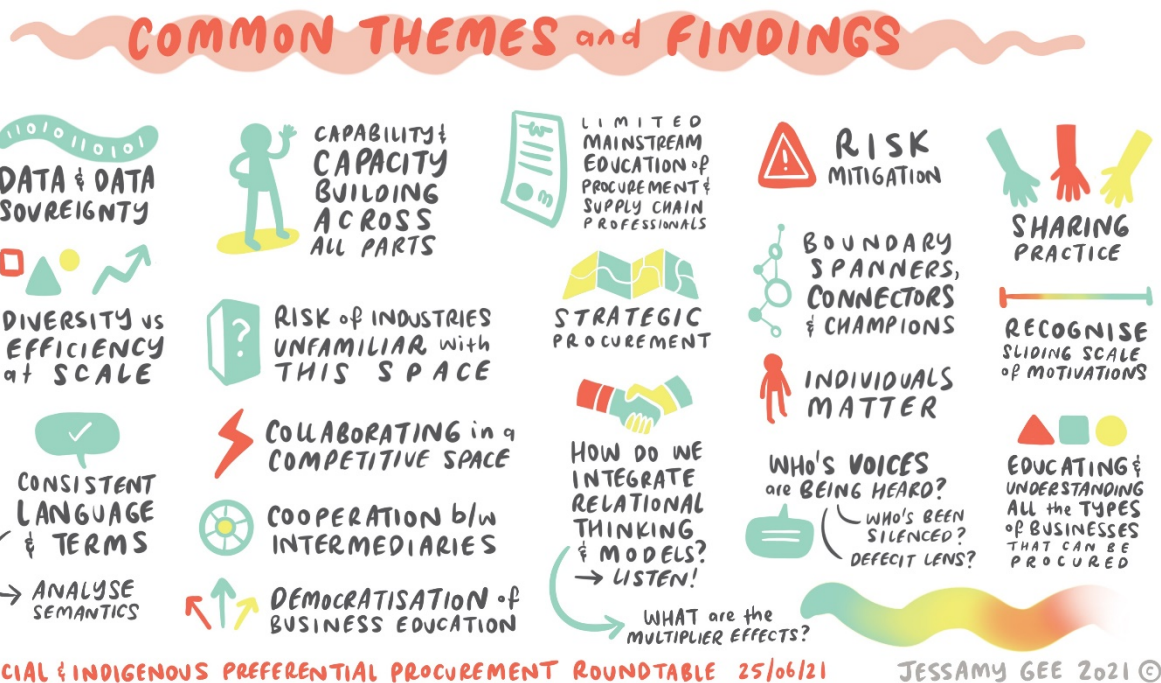 COMMON THEMES and FINDINGS
11010110101
DATA & DATA
SOVREIGNTY
DIVERSITY vs
EFFICIENCY
at SCALE
CONSISTENT
LANGUAGE
& TERMS
→ ANALYSE
SEMANTICS
CAPABILITY &
CAPACITY
BUILDING
ACROSS
ALL PARTS
?
RISK of INDUSTRIES
UNFAMILIAR with
THIS SPACE
COLLABORATING in a
COMPETITIVE SPACE
COOPERATION b/w
INTERMEDIARIES
DEMOCRATISATION of
BUSINESS EDUCATION
LIMITED
MAINSTREAM
EDUCATION of
PROCUREMENT &
SUPPLY CHAIN
PROFESSIONALS
STRATEGIC
PROCUREMENT
HOW DO WE
INTEGRATE
RELATIONAL
THINKING
& MODELS?
→ LISTEN!
WHAT are the
MULTIPLIER EFFECTS?
!
RISK
MITIGATION
BOUNDARY
SPANNERS,
CONNECTORS
& CHAMPIONS
INDIVIDUALS
MATTER
WHO'S VOICES
are BEING HEARD?
WHO'S BEEN
SILENCED?
DEFECIT LENS?
SHARING
PRACTICE
RECOGNISE
SLIDING SCALE
of MOTIVATIONS
EDUCATING &
UNDERSTANDING
ALL the TYPES
of BUSINESSES
THAT CAN BE
PROCURED
CIAL & INDIGENOUS PREFERENTIAL PROCUREMENT ROUNDTABLE 25/06/21
JESSAMY GEE 2021 ©